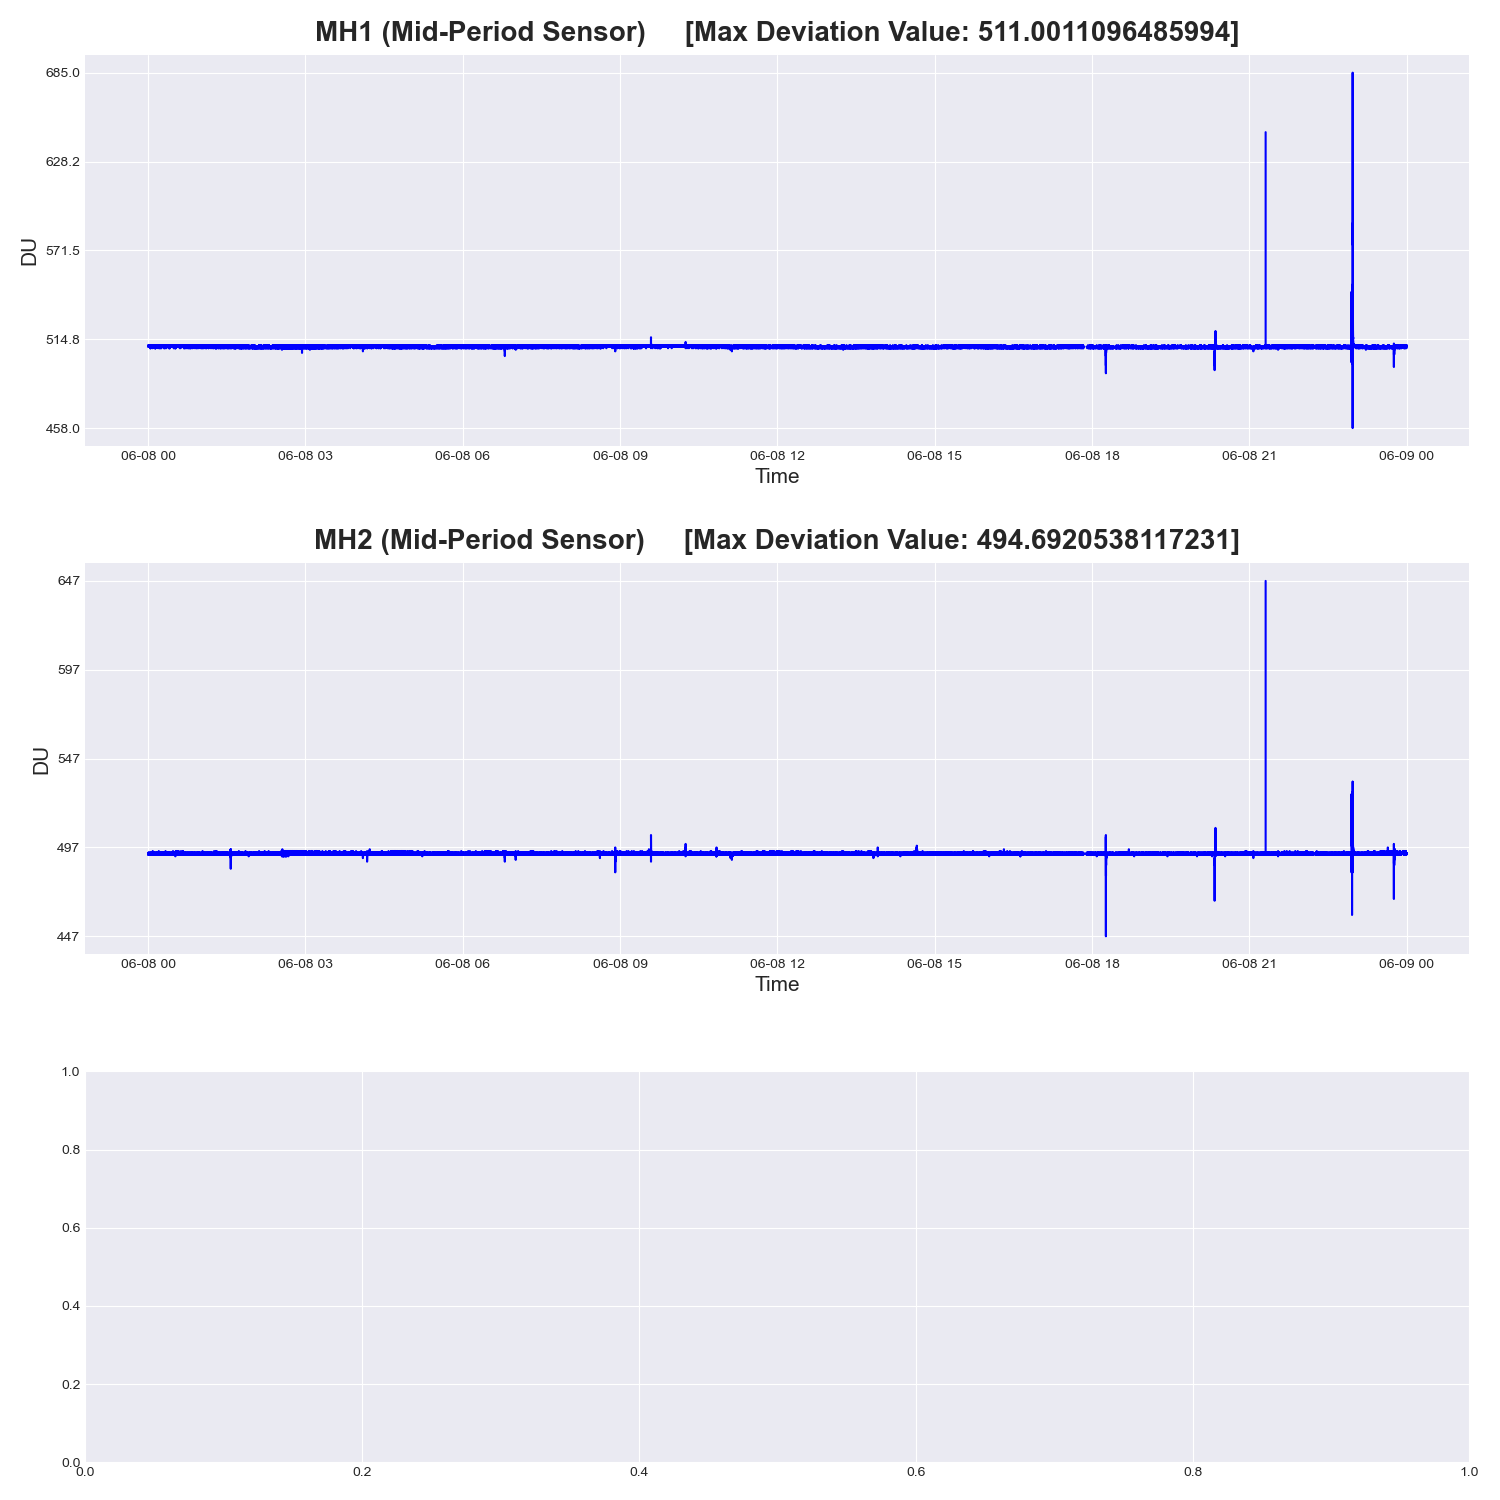 MH1 (Mid-Period Sensor) [Max Deviation Value: 511.0011096485994]
685.0
628.2
571.5
514.8
458.0
DU
06-08 00 06-08 03 06-08 06 06-08 09 06-08 12 06-08 15 06-08 18 06-08 21 06-09 00
Time
MH2 (Mid-Period Sensor) [Max Deviation Value: 494.6920538117231]
647
597
547
497
447
DU
06-08 00 06-08 03 06-08 06 06-08 09 06-08 12 06-08 15 06-08 18 06-08 21 06-09 00
Time
1.0
0.8
0.6
0.4
0.2
0.0
0.0 0.2 0.4 0.6 0.8 1.0